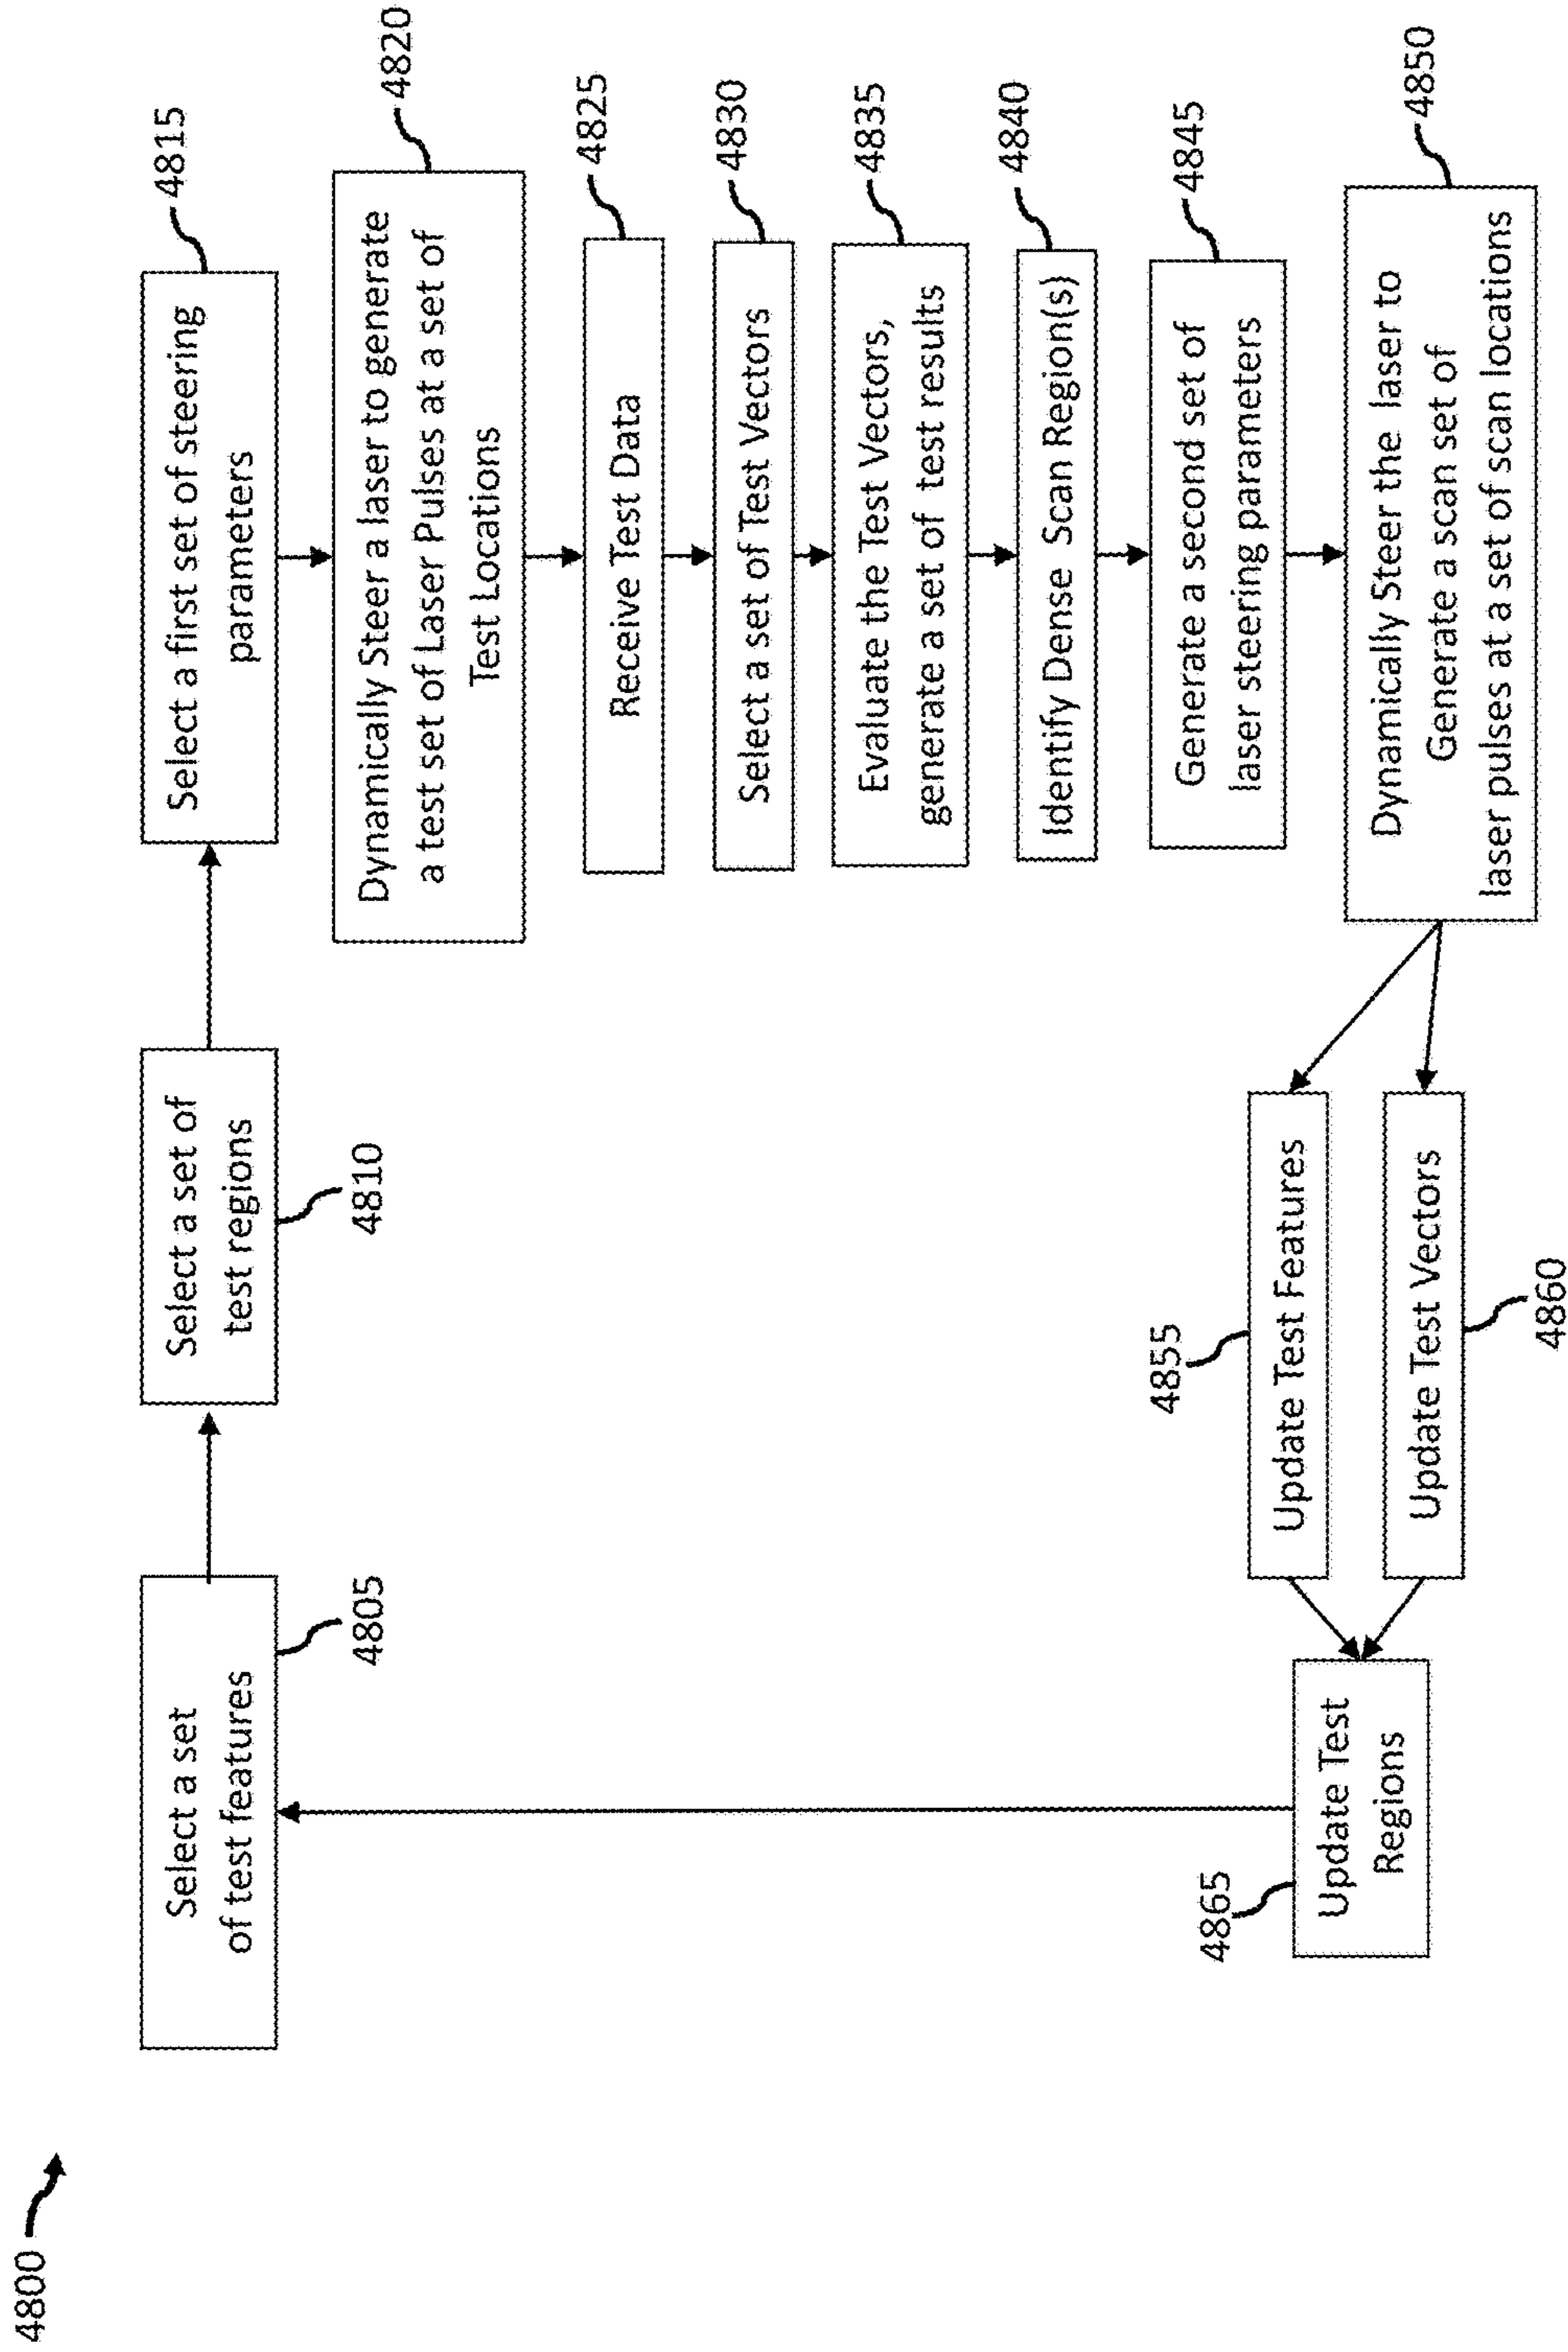 4800
Select a set
of test features
4805
Select a set of
test regions
4810
Select a first set of steering
parameters
4815
Dynamically Steer a laser to generate
a test set of Laser Pulses at a set of
Test Locations
4820
Receive Test Data
4825
Select a set of Test Vectors
4830
Evaluate the Test Vectors,
generate a set of test results
4835
Identify Dense Scan Region(s)
4840
Generate a second set of
laser steering parameters
4845
Dynamically Steer the laser to
Generate a scan set of
laser pulses at a set of scan locations
4850
4855
Update Test Features
Update Test Vectors
4860
4865
Update Test
Regions